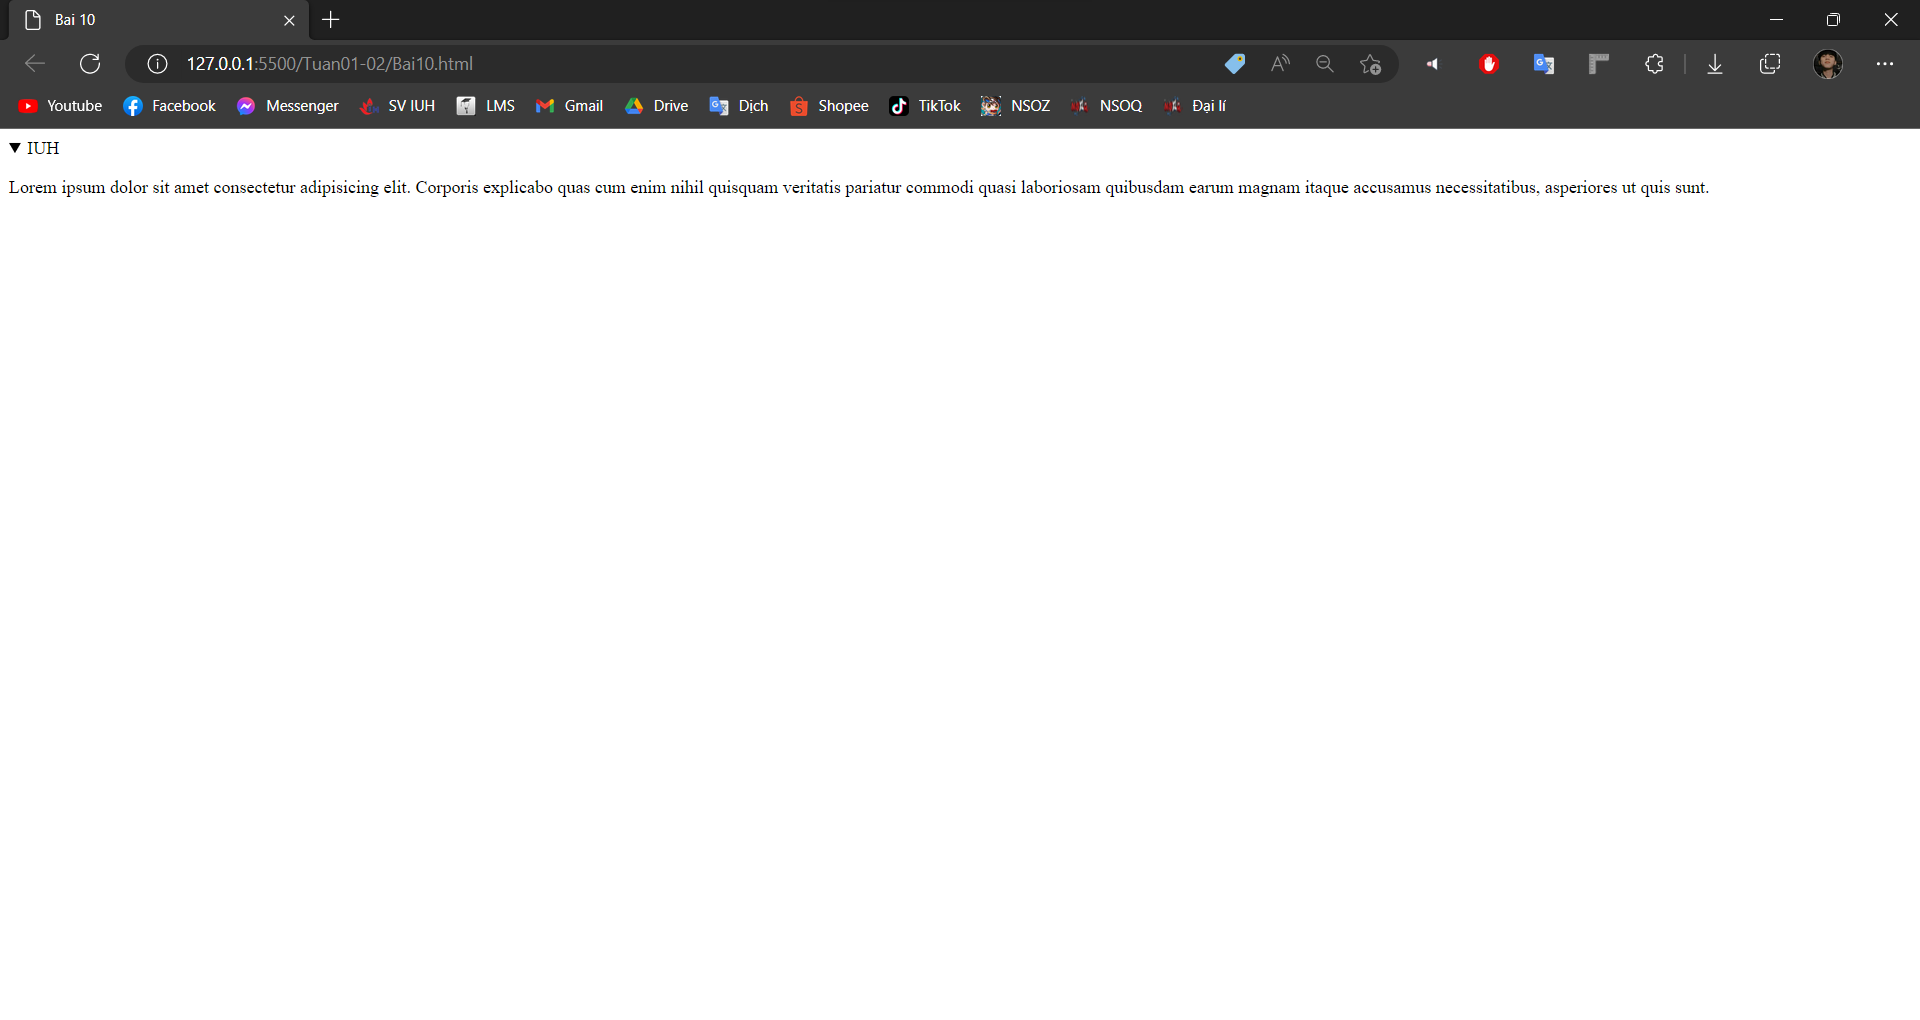 Bai 10
127.0.0.1:5500/Tuan01-02/Bai10.html
Youtube Facebook Messenger SV IUH LMS Gmail Drive Dịch Shopee TikTok NSOZ NSOQ Đại lí
IUH
Lorem ipsum dolor sit amet consectetur adipisicing elit. Corporis explicabo quas cum enim nihil quisquam veritatis pariatur commodi quasi laboriosam quibusdam earum magnam itaque accusamus necessitatibus, asperiores ut quis sunt.